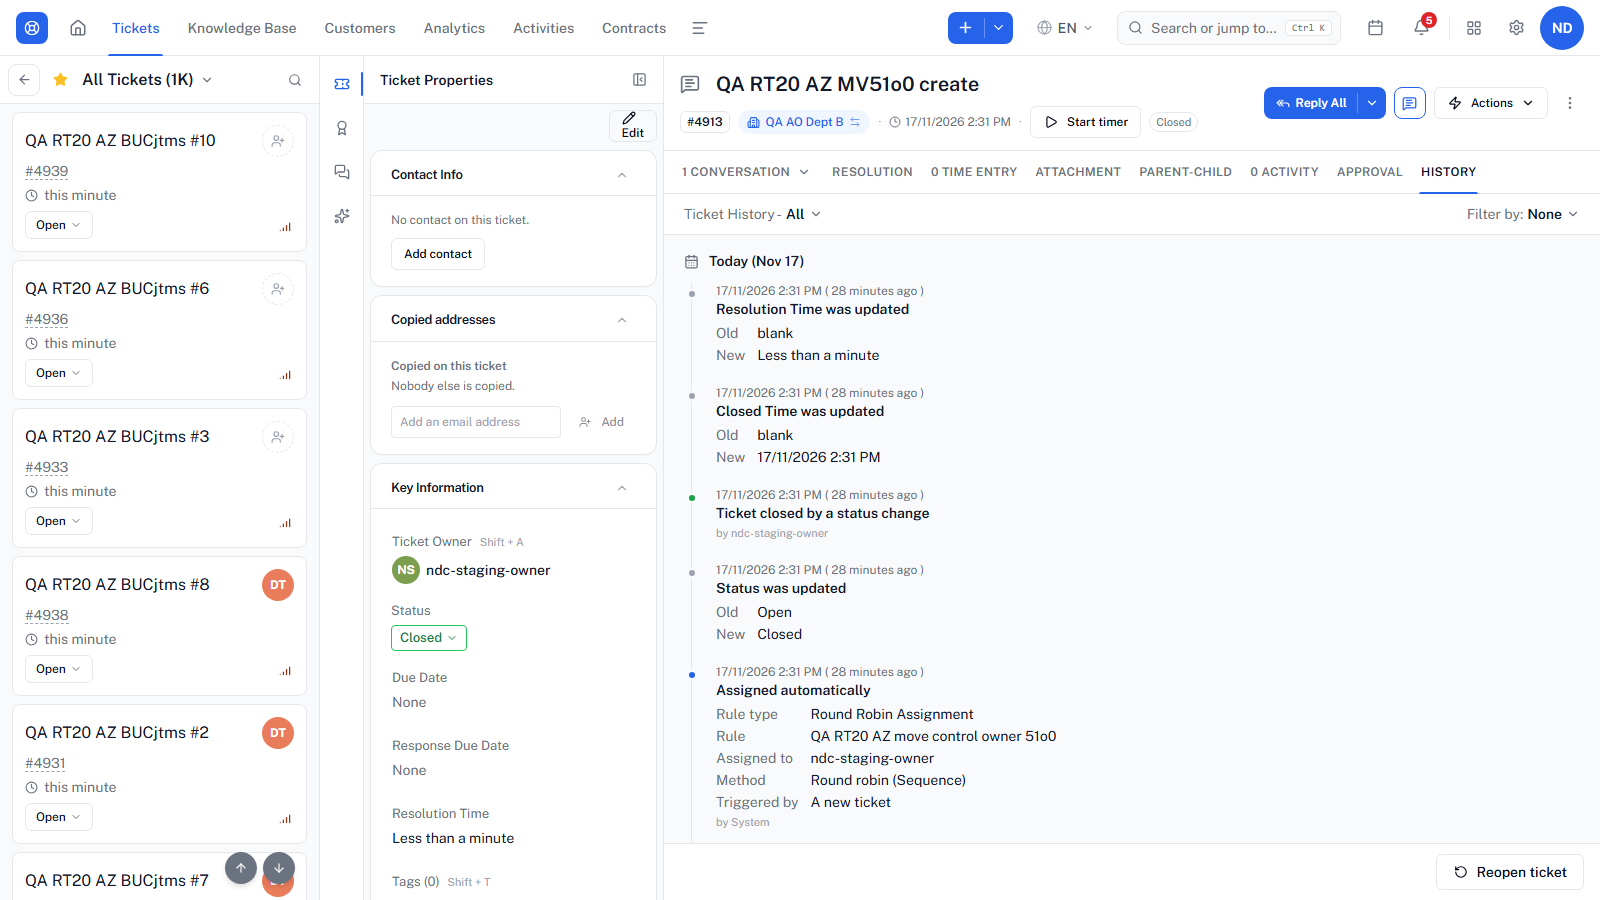 Tickets
Knowledge Base
Customers
Analytics
Activities
Contracts
EN
Search or jump to...
Ctrl K
5
ND
All Tickets (1K)
QA RT20 AZ BUCjtms #10
#4939
this minute
Open
QA RT20 AZ BUCjtms #6
#4936
this minute
Open
QA RT20 AZ BUCjtms #3
#4933
this minute
Open
QA RT20 AZ BUCjtms #8
DT
#4938
this minute
Open
QA RT20 AZ BUCjtms #2
DT
#4931
this minute
Open
QA RT20 AZ BUCjtms #7
Ticket Properties
Edit
Contact Info
No contact on this ticket.
Add contact
Copied addresses
Copied on this ticket
Nobody else is copied.
Add an email address
Add
Key Information
Ticket Owner Shift + A
NS ndc-staging-owner
Status
Closed
Due Date
None
Response Due Date
None
Resolution Time
Less than a minute
Tags (0) Shift + T
QA RT20 AZ MV51o0 create
#4913
QA AO Dept B
· 17/11/2026 2:31 PM ·
Start timer
Closed
Reply All
Actions
1 CONVERSATION
RESOLUTION
0 TIME ENTRY
ATTACHMENT
PARENT-CHILD
0 ACTIVITY
APPROVAL
HISTORY
Ticket History - All
Filter by: None
Today (Nov 17)
17/11/2026 2:31 PM ( 28 minutes ago )
Resolution Time was updated
Old blank
New Less than a minute
17/11/2026 2:31 PM ( 28 minutes ago )
Closed Time was updated
Old blank
New 17/11/2026 2:31 PM
17/11/2026 2:31 PM ( 28 minutes ago )
Ticket closed by a status change
by ndc-staging-owner
17/11/2026 2:31 PM ( 28 minutes ago )
Status was updated
Old Open
New Closed
17/11/2026 2:31 PM ( 28 minutes ago )
Assigned automatically
Rule type Round Robin Assignment
Rule QA RT20 AZ move control owner 51o0
Assigned to ndc-staging-owner
Method Round robin (Sequence)
Triggered by A new ticket
by System
Reopen ticket